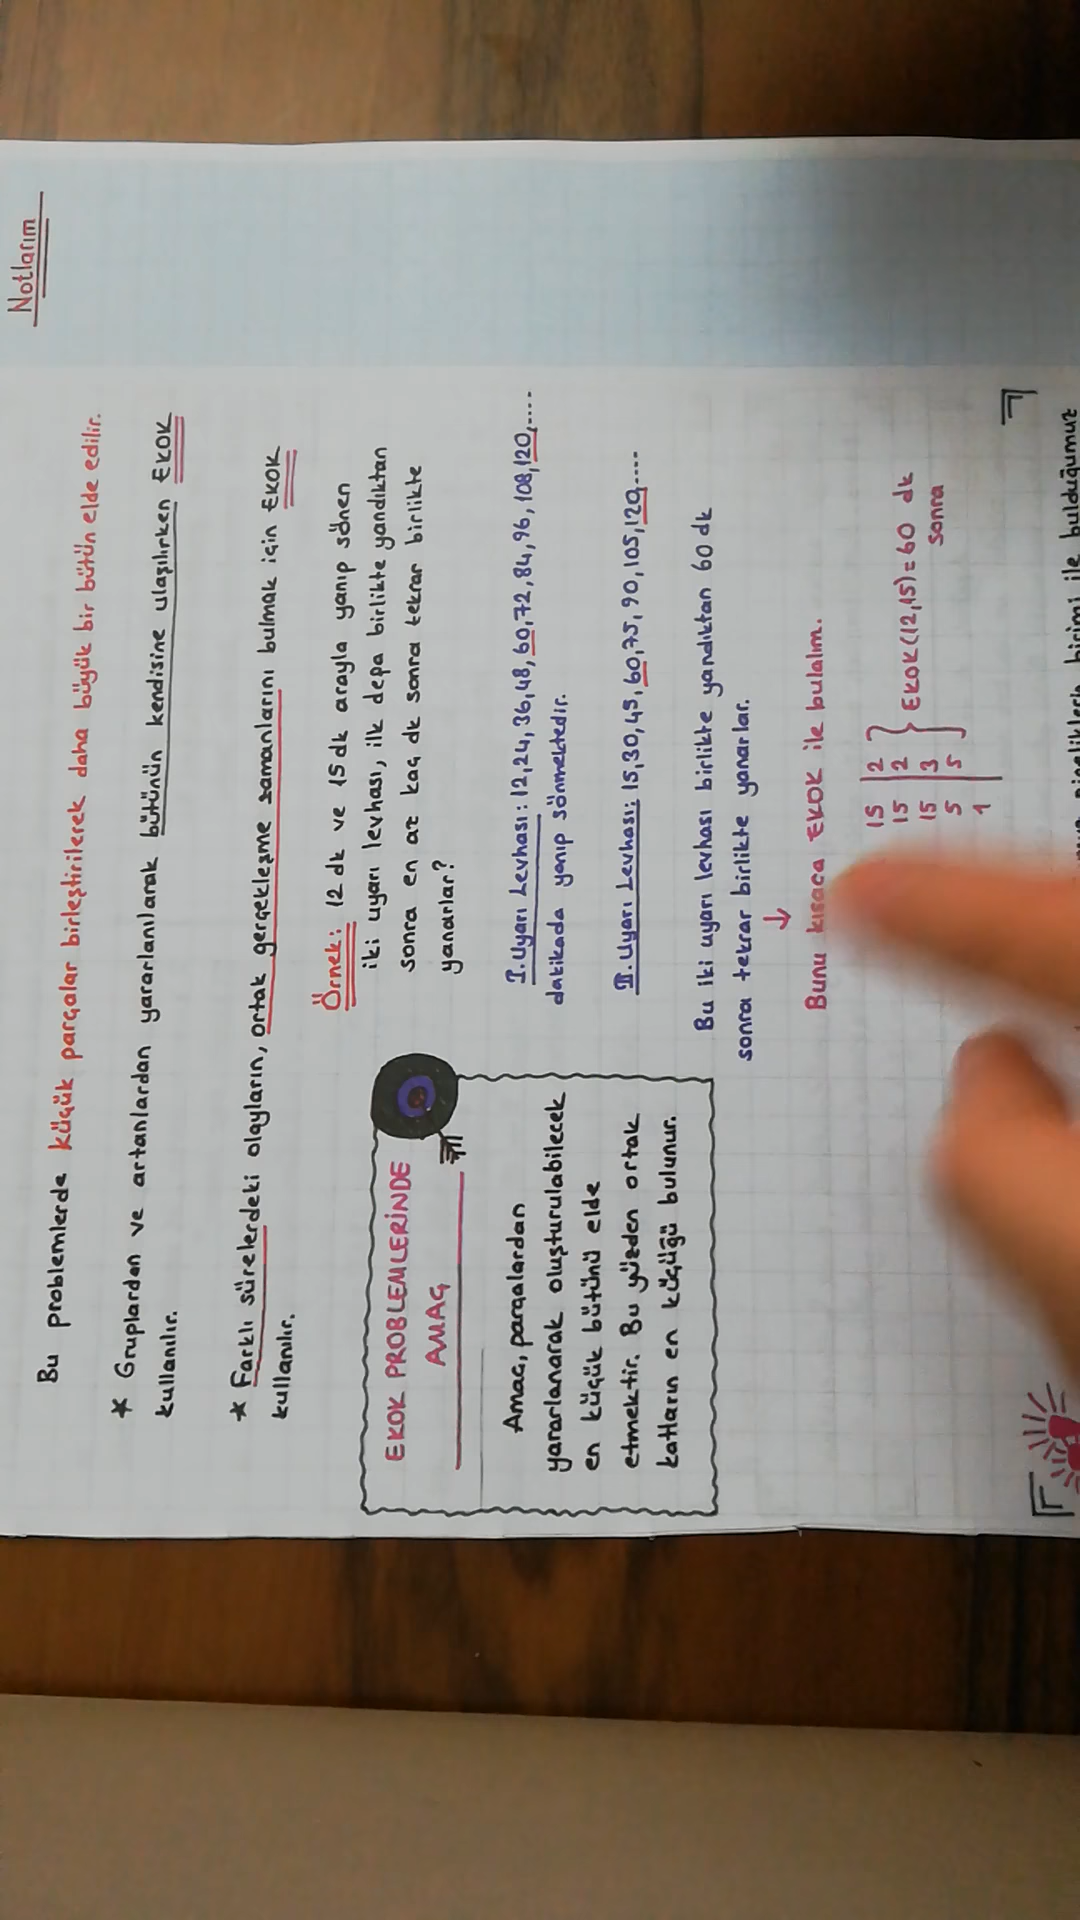 Notlarım
Bu problemlerde küçük parçalar birleştirilerek daha büyük bir bütün elde edilir.
* Gruplardan ve artanlardan yararlanılarak bütünün kendisine ulaşılırken EKOK
kullanılır.
* Farklı sürelerdeki olayların, ortak gerçekleşme zamanlarını bulmak için EKOK
kullanılır.
EKOK PROBLEMLERİNDE
AMAÇ
Amaç, parçalardan
yararlanarak oluşturulabilecek
en küçük bütünü elde
etmektir. Bu yüzden ortak
katların en küçüğü bulunur.
Örnek: 12 dk ve 15 dk arayla yanıp sönen
iki uyarı levhası, ilk defa birlikte yandıktan
sonra en az kaç dk sonra tekrar birlikte
yanarlar?
I. Uyarı Levhası: 12,24,36,48,60,72,84,96,108,120,....
dakikada yanıp sönmektedir.
II. Uyarı Levhası: 15,30,45,60,75,90,105,120,....
Bu iki uyarı levhası birlikte yandıktan 60 dk
sonra tekrar birlikte yanarlar.
↓
Bunu kısaca EKOK ile bulalım.
15 | 2
15 | 2
15 | 3
5 | 5
1
} EKOK(12,15)=60 dk
sonra
birimi ile bulduğumuz